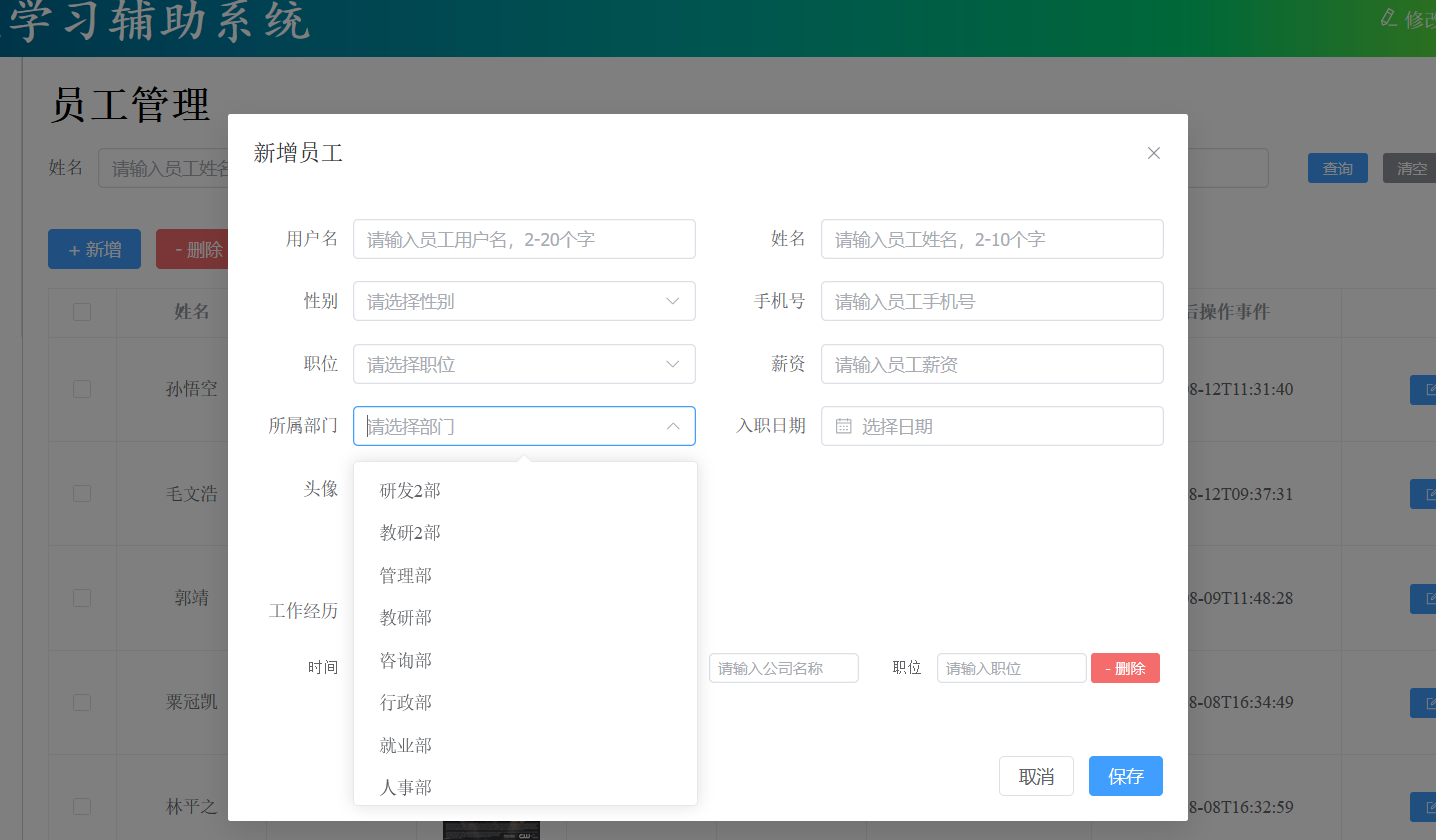 学习辅助系统
修改
员工管理
姓名 请输入员工姓名
查询 清空
+ 新增 - 删除
姓名 后操作事件
孙悟空 8-12T11:31:40
毛文浩 8-12T09:37:31
郭靖 8-09T11:48:28
粟冠凯 8-08T16:34:49
林平之 8-08T16:32:59
新增员工
用户名 请输入员工用户名，2-20个字
姓名 请输入员工姓名，2-10个字
性别 请选择性别
手机号 请输入员工手机号
职位 请选择职位
薪资 请输入员工薪资
所属部门 请选择部门
入职日期 选择日期
头像
研发2部
教研2部
管理部
教研部
咨询部
行政部
就业部
人事部
工作经历
时间 请输入公司名称 职位 请输入职位 - 删除
取消 保存